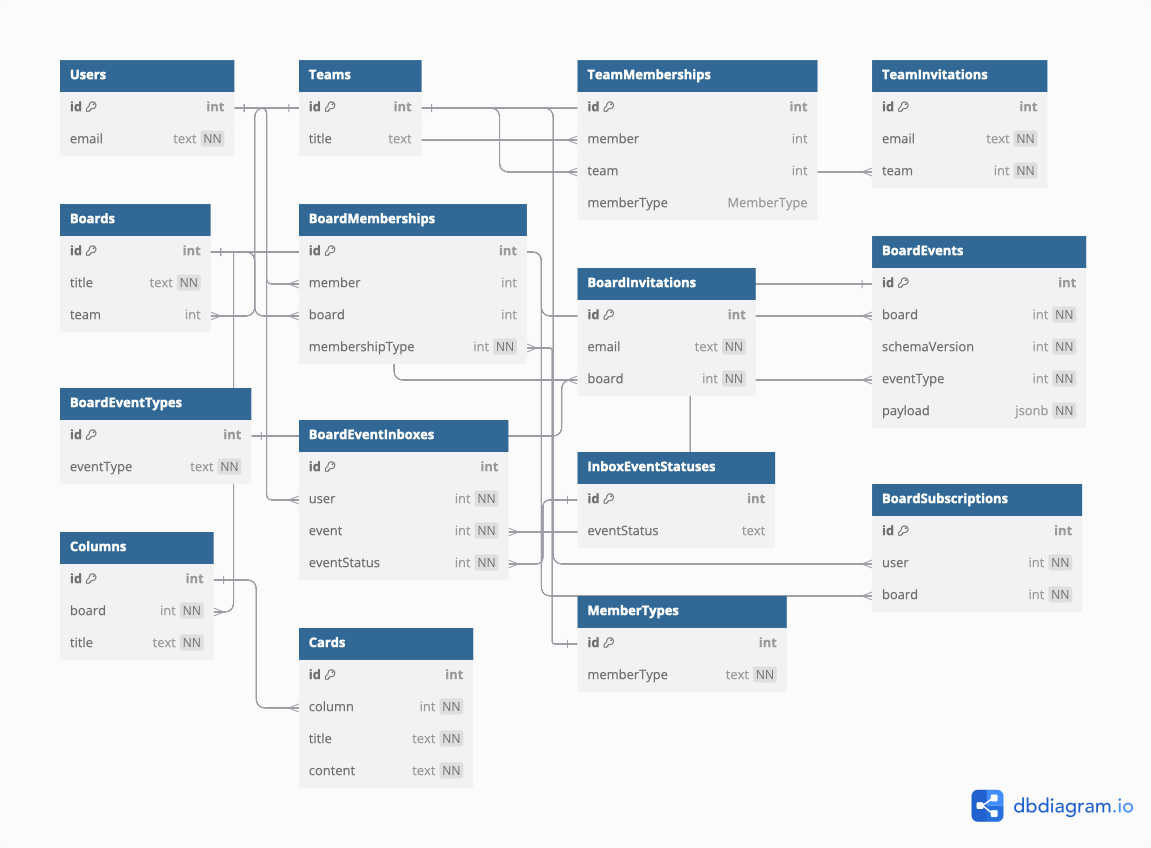 Users
id int
email text NN
Teams
id int
title text
TeamMemberships
id int
member int
team int
memberType MemberType
TeamInvitations
id int
email text NN
team int NN
Boards
id int
title text NN
team int
BoardMemberships
id int
member int
board int
membershipType int NN
BoardInvitations
id int
email text NN
board int NN
BoardEvents
id int
board int NN
schemaVersion int NN
eventType int NN
payload jsonb NN
BoardEventTypes
id int
eventType text NN
BoardEventInboxes
id int
user int NN
event int NN
eventStatus int NN
InboxEventStatuses
id int
eventStatus text
BoardSubscriptions
id int
user int NN
board int NN
Columns
id int
board int NN
title text NN
Cards
id int
column int NN
title text NN
content text NN
MemberTypes
id int
memberType text NN
dbdiagram.io